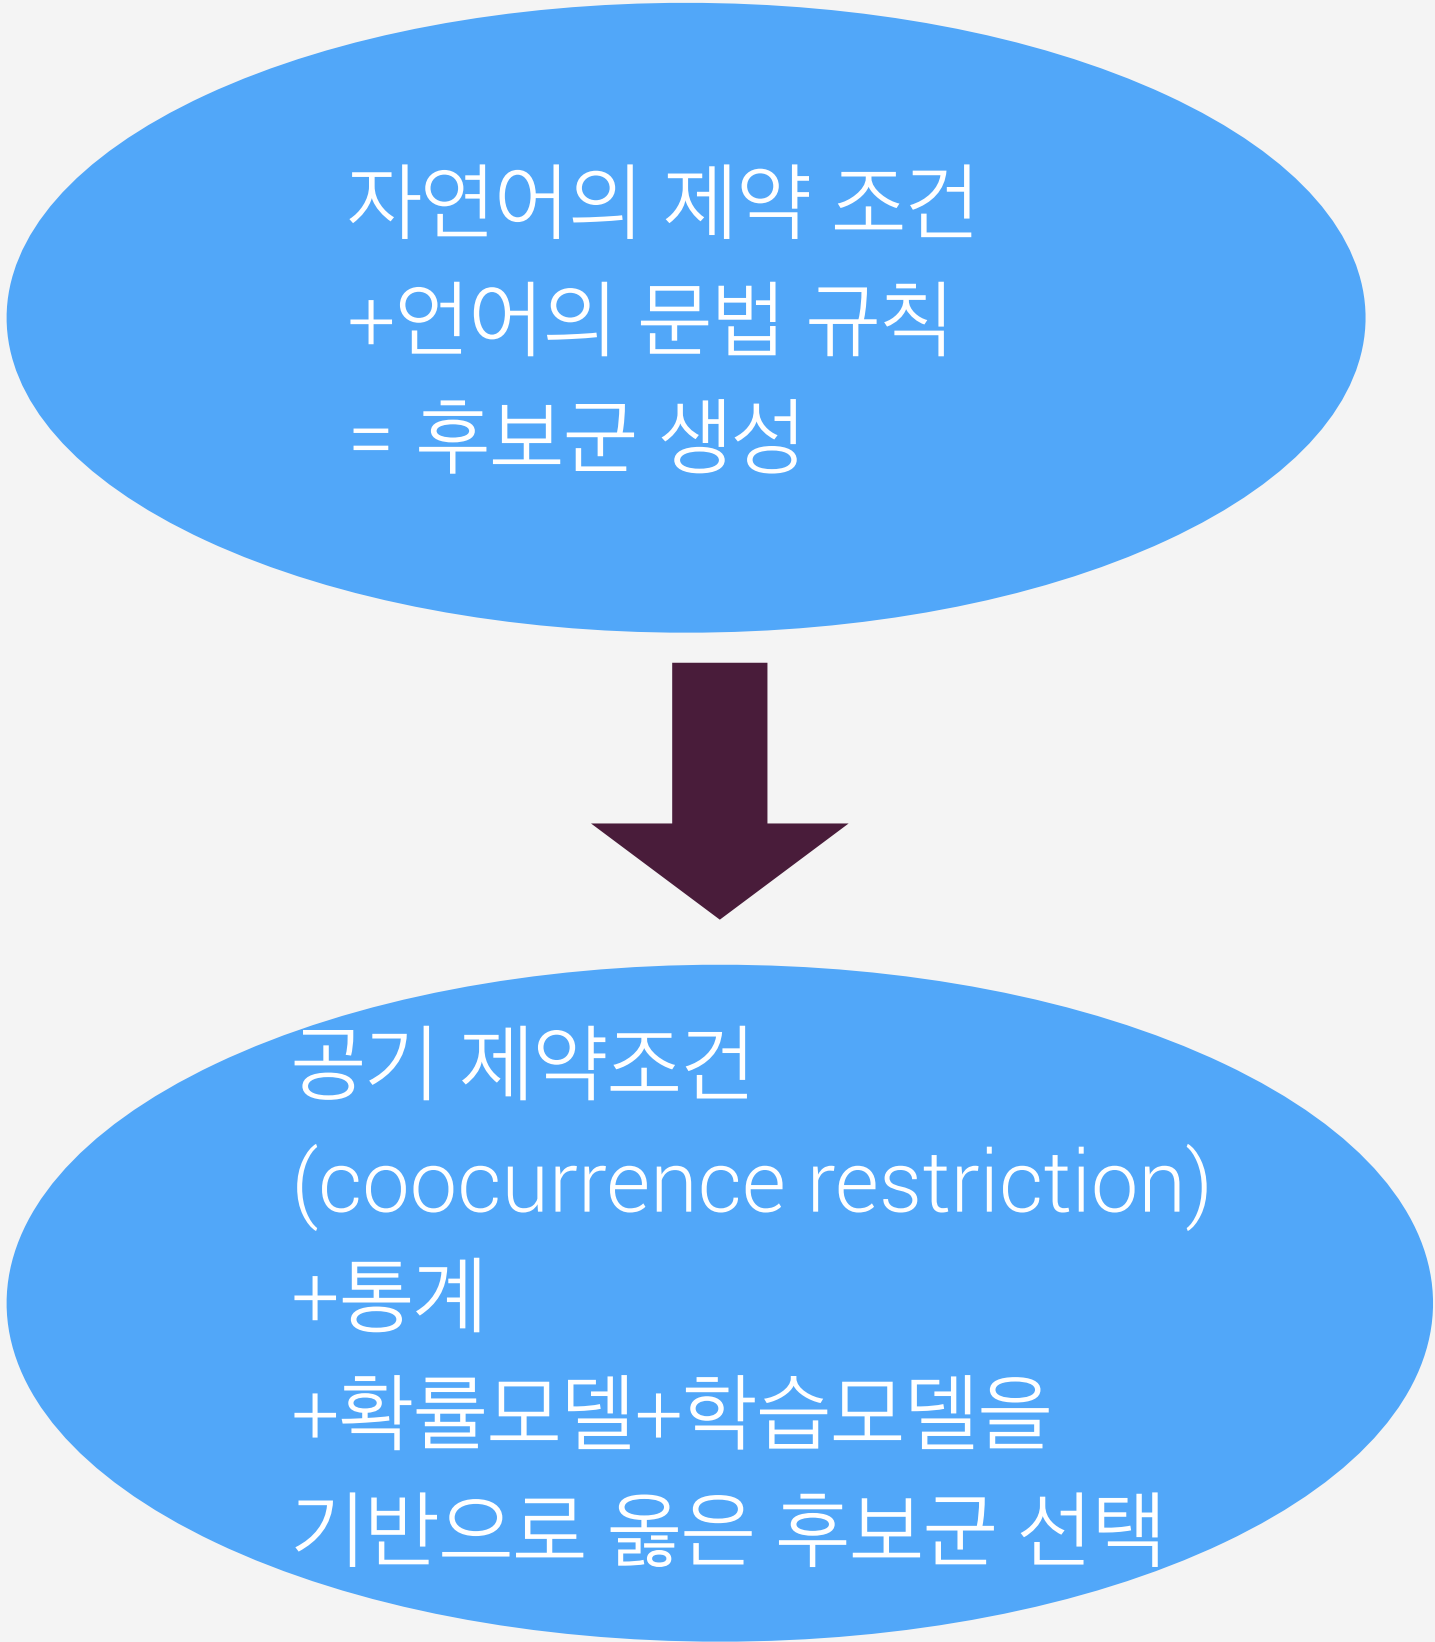 자연어의 제약 조건
+언어의 문법 규칙
= 후보군 생성
공기 제약조건
(coocurrence restriction)
+통계
+확률모델+학습모델을
기반으로 옳은 후보군 선택